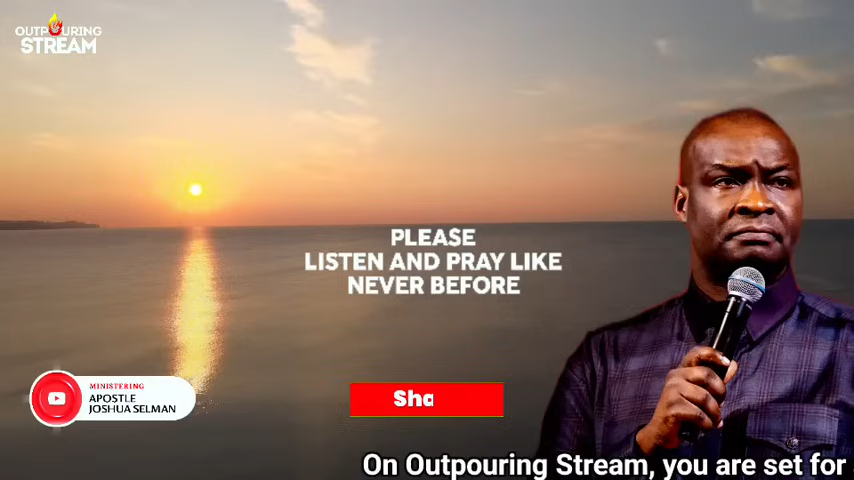 OUTPOURING
STREAM
PLEASE
LISTEN AND PRAY LIKE
NEVER BEFORE
MINISTERING
APOSTLE
JOSHUA SELMAN
Sha
On Outpouring Stream, you are set for